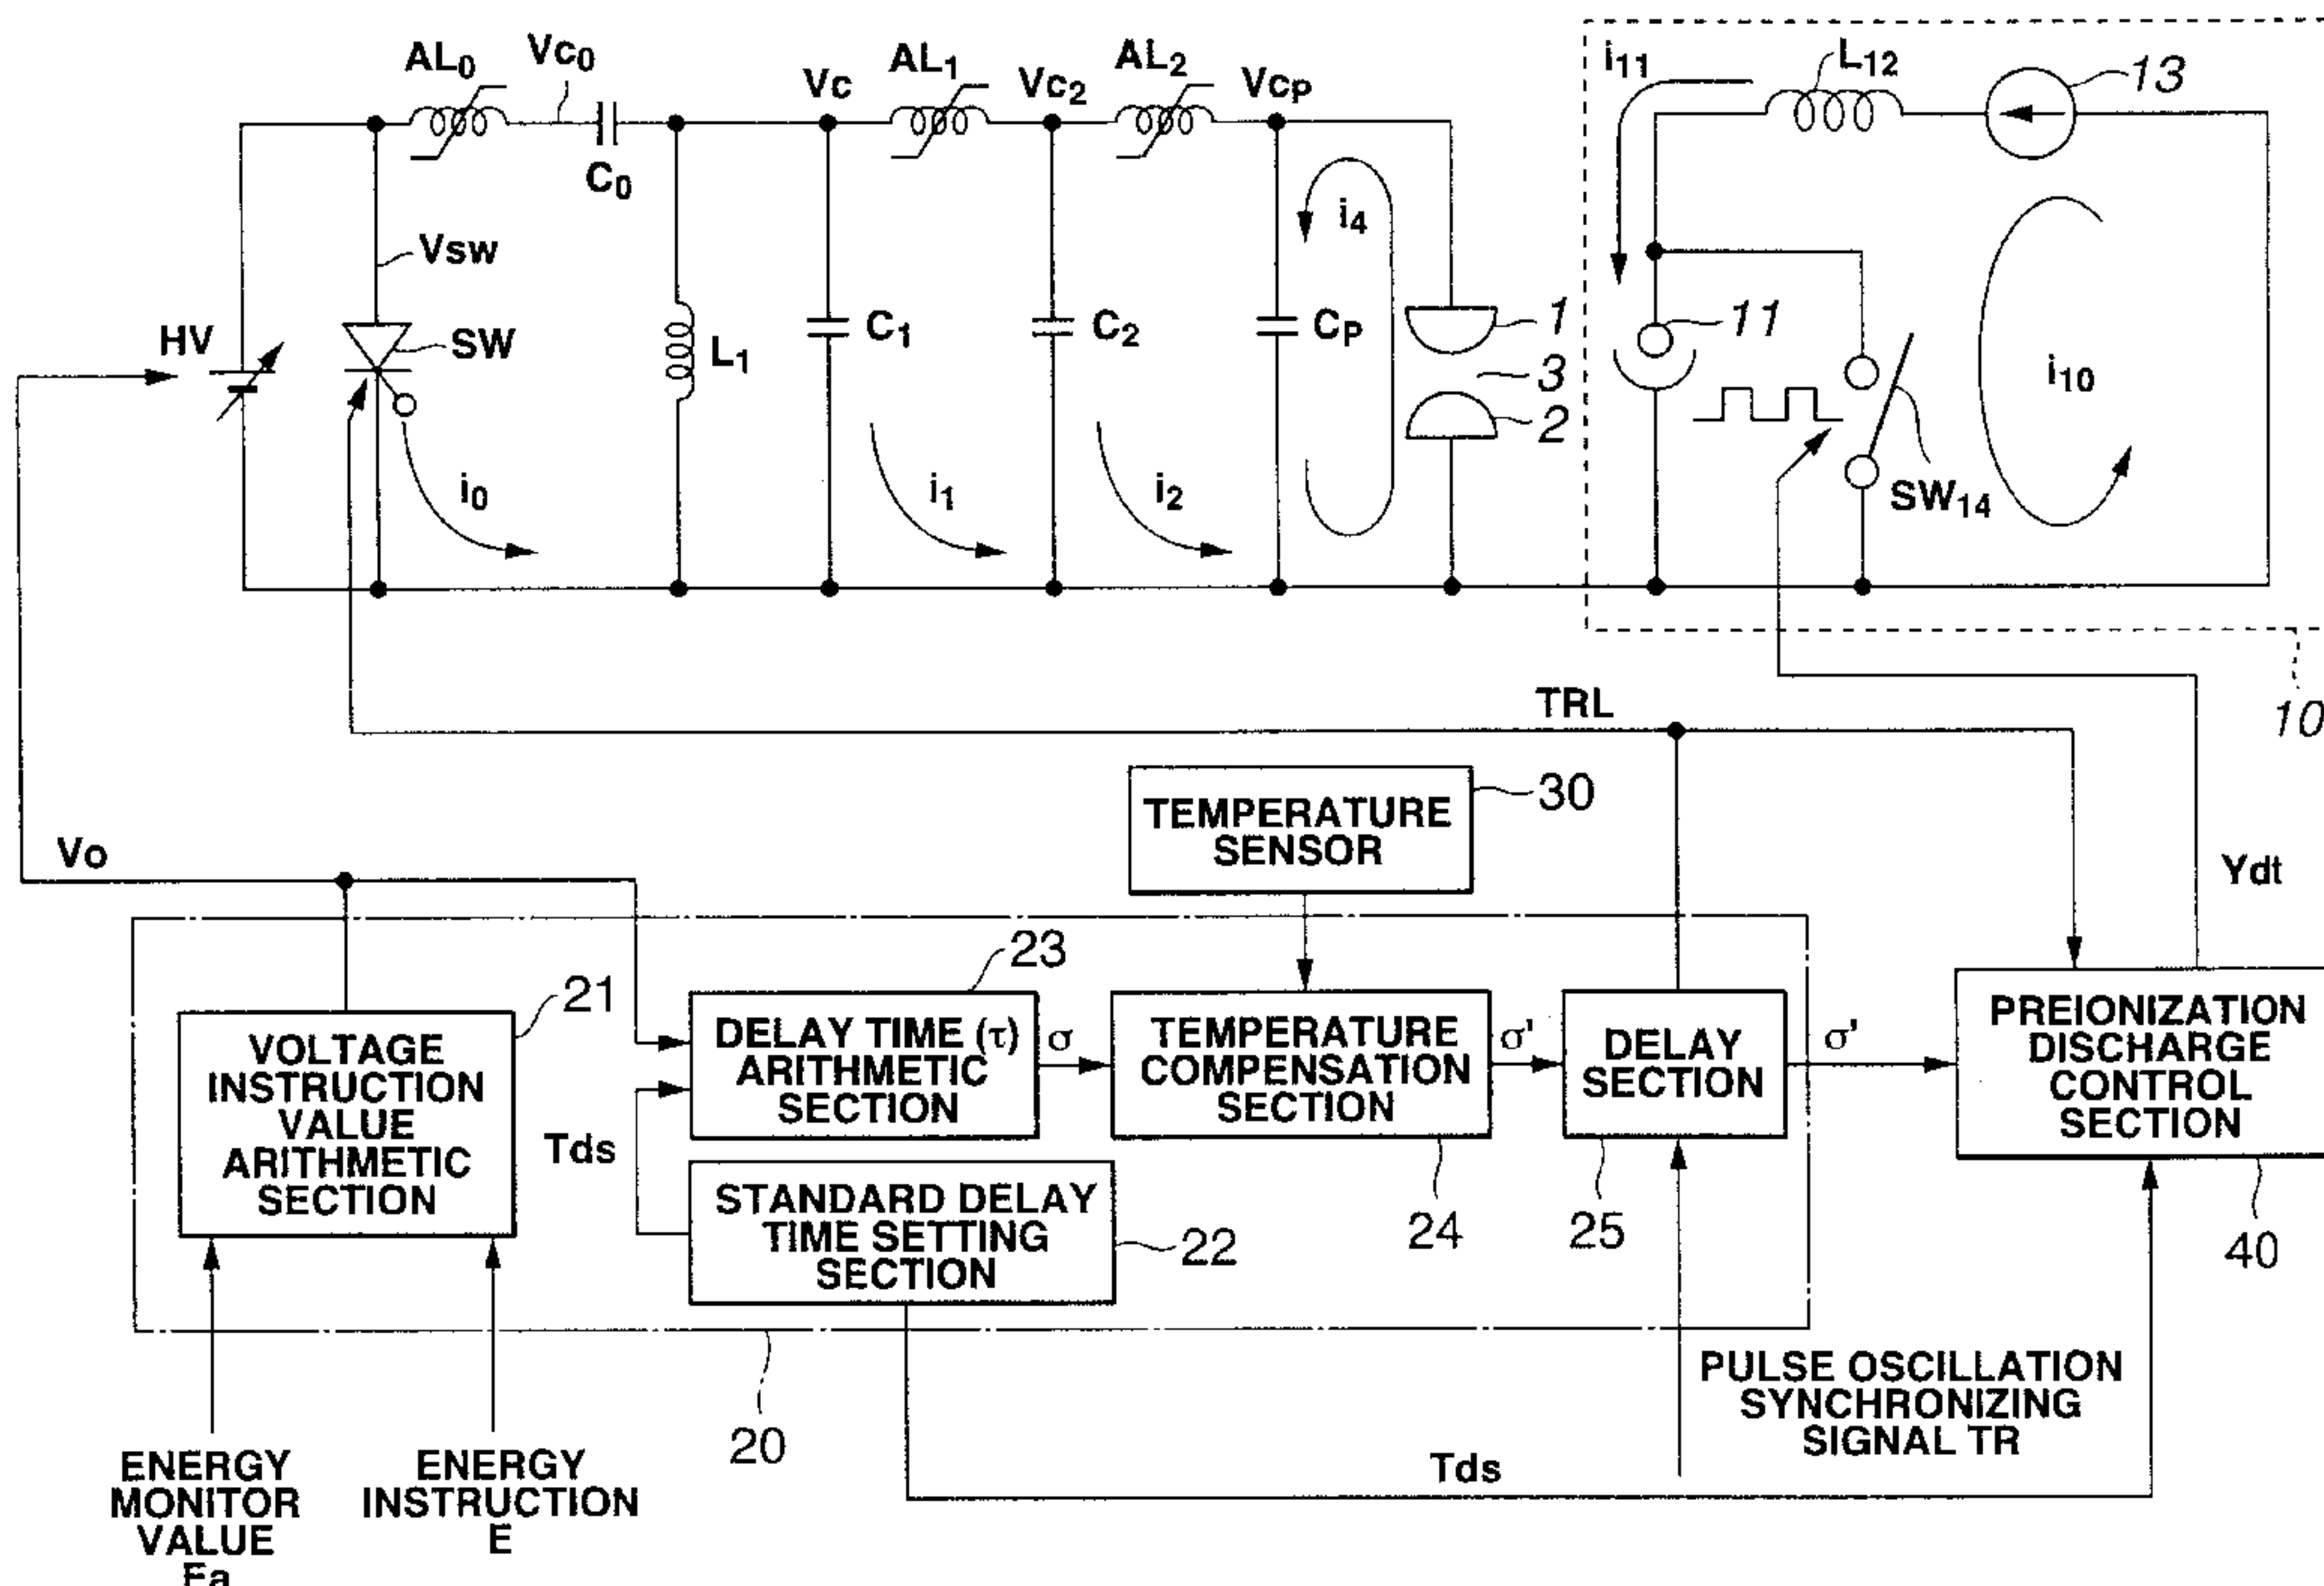 AL0
Vc0
C0
Vc
AL1
Vc2
AL2
Vcp
i11
L12
13
Vsw
HV
SW
L1
C1
C2
CP
i4
1
3
2
11
i10
SW14
i0
i1
i2
10
TRL
TEMPERATURE
SENSOR
30
Vo
Ydt
23
21
VOLTAGE
INSTRUCTION
VALUE
ARITHMETIC
SECTION
DELAY TIME (τ)
ARITHMETIC
SECTION
σ
TEMPERATURE
COMPENSATION
SECTION
σ'
DELAY
SECTION
σ'
PREIONIZATION
DISCHARGE
CONTROL
SECTION
Tds
STANDARD DELAY
TIME SETTING
SECTION
22
24
25
40
20
PULSE OSCILLATION
SYNCHRONIZING
SIGNAL TR
Tds
ENERGY
MONITOR
VALUE
Ea
ENERGY
INSTRUCTION
E